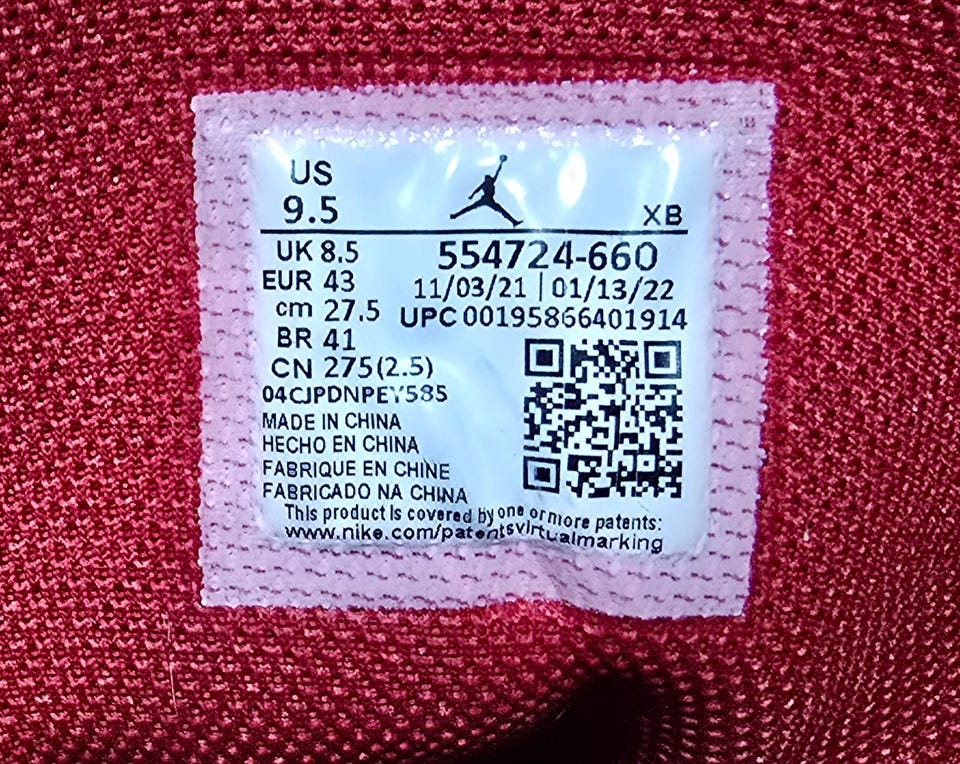 US
9.5 XB
UK 8.5 554724-660
EUR 43 11/03/21 | 01/13/22
cm 27.5 UPC 00195866401914
BR 41
CN 275(2.5)
04CJPDNPEY585
MADE IN CHINA
HECHO EN CHINA
FABRIQUE EN CHINE
FABRICADO NA CHINA
This product is covered by one or more patents:
www.nike.com/patentsvirtualmarking